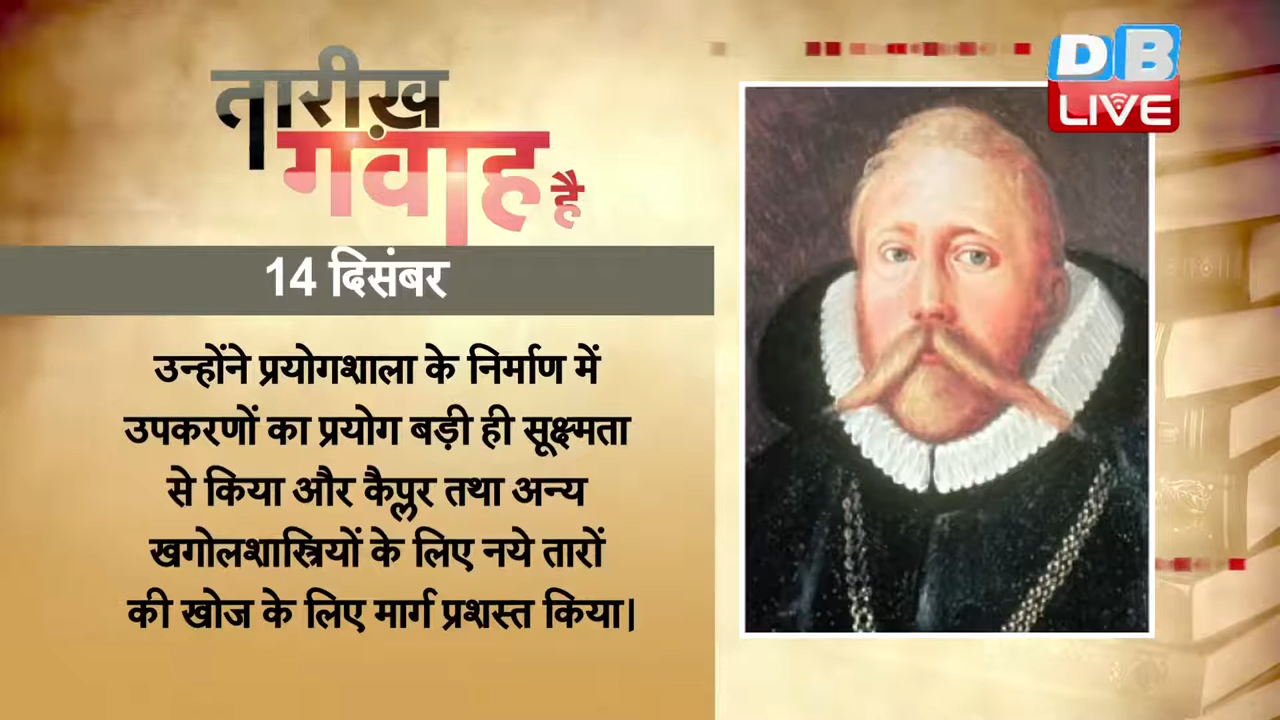 तारीख़
गवाह है
DB
LIVE
14 दिसंबर
उन्होंने प्रयोगशाला के निर्माण में
उपकरणों का प्रयोग बड़ी ही सूक्ष्मता
से किया और कैप्लर तथा अन्य
खगोलशास्त्रियों के लिए नये तारों
की खोज के लिए मार्ग प्रशस्त किया।